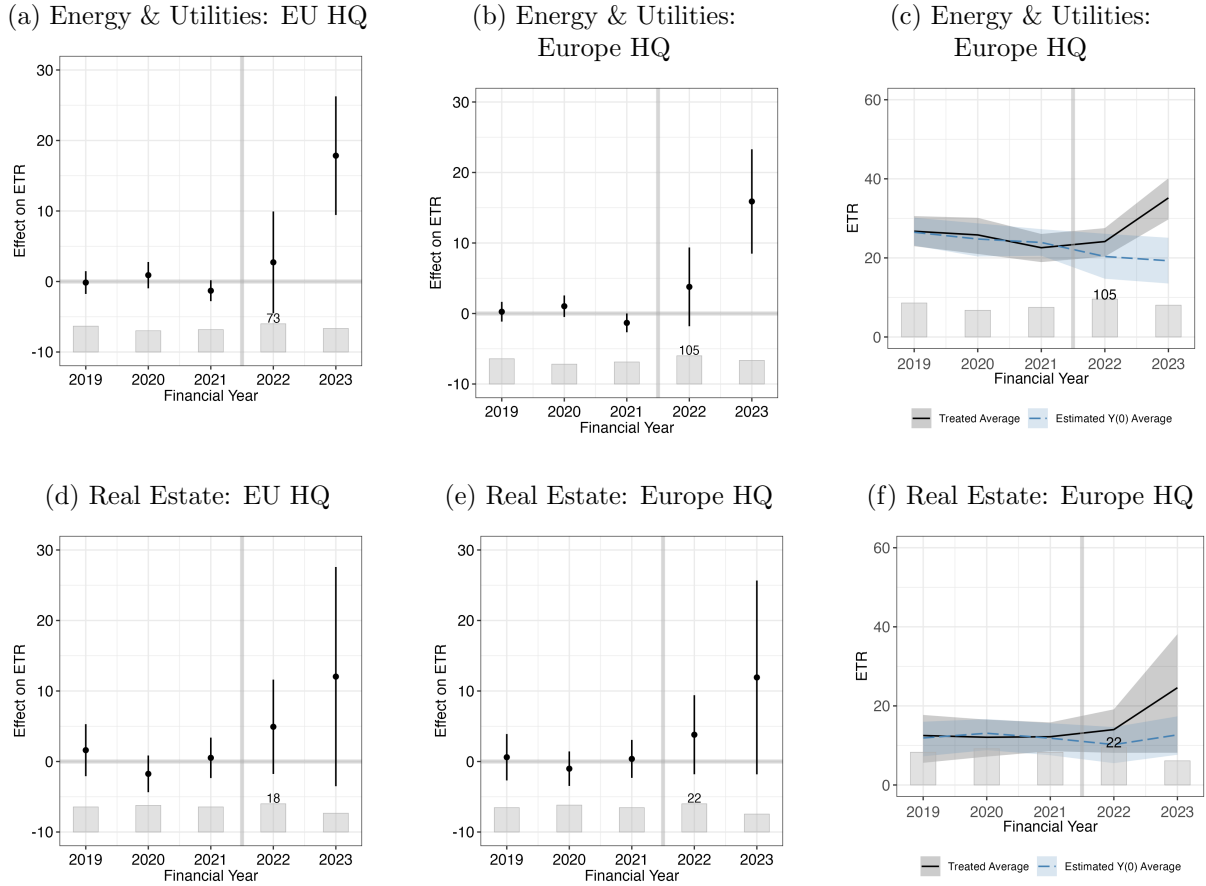 (a) Energy & Utilities: EU HQ
30
20
10
0
-10
Effect on ETR
73
2019 2020 2021 2022 2023
Financial Year
(b) Energy & Utilities:
Europe HQ
30
20
10
0
-10
Effect on ETR
105
2019 2020 2021 2022 2023
Financial Year
(c) Energy & Utilities:
Europe HQ
60
40
20
0
ETR
105
2019 2020 2021 2022 2023
Financial Year
Treated Average Estimated Y(0) Average
(d) Real Estate: EU HQ
30
20
10
0
-10
Effect on ETR
18
2019 2020 2021 2022 2023
Financial Year
(e) Real Estate: Europe HQ
30
20
10
0
-10
Effect on ETR
22
2019 2020 2021 2022 2023
Financial Year
(f) Real Estate: Europe HQ
60
40
20
0
ETR
22
2019 2020 2021 2022 2023
Financial Year
Treated Average Estimated Y(0) Average